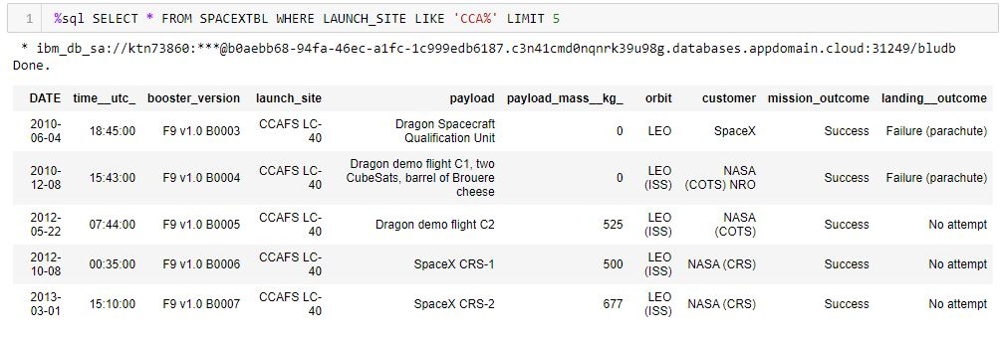 1 %sql SELECT * FROM SPACEXTBL WHERE LAUNCH_SITE LIKE 'CCA%' LIMIT 5
* ibm_db_sa://ktn73860:***@b0aebb68-94fa-46ec-a1fc-1c999edb6187.c3n41cmd0nqnrk39u98g.databases.appdomain.cloud:31249/bludb
Done.
DATE time__utc_ booster_version launch_site payload payload_mass__kg_ orbit customer mission_outcome landing__outcome
2010-
06-04 18:45:00 F9 v1.0 B0003 CCAFS LC-
40 Dragon Spacecraft
Qualification Unit 0 LEO SpaceX Success Failure (parachute)
2010-
12-08 15:43:00 F9 v1.0 B0004 CCAFS LC-
40 Dragon demo flight C1, two
CubeSats, barrel of Brouere
cheese 0 LEO
(ISS) NASA
(COTS) NRO Success Failure (parachute)
2012-
05-22 07:44:00 F9 v1.0 B0005 CCAFS LC-
40 Dragon demo flight C2 525 LEO
(ISS) NASA
(COTS) Success No attempt
2012-
10-08 00:35:00 F9 v1.0 B0006 CCAFS LC-
40 SpaceX CRS-1 500 LEO
(ISS) NASA (CRS) Success No attempt
2013-
03-01 15:10:00 F9 v1.0 B0007 CCAFS LC-
40 SpaceX CRS-2 677 LEO
(ISS) NASA (CRS) Success No attempt